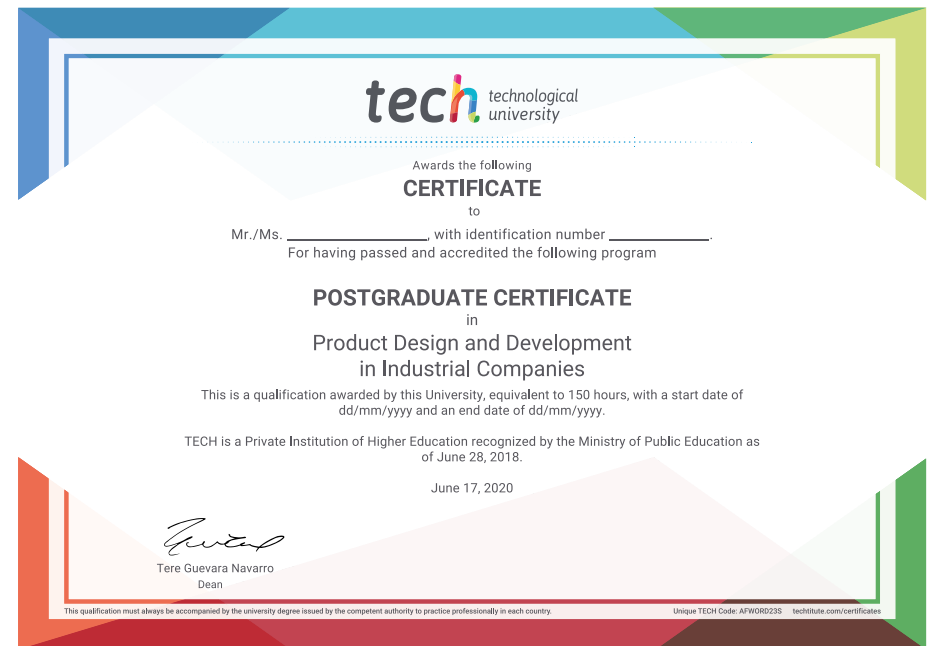 tech technological
university
Awards the following
CERTIFICATE
to
Mr./Ms. ____________________, with identification number ______________.
For having passed and accredited the following program
POSTGRADUATE CERTIFICATE
in
Product Design and Development
in Industrial Companies
This is a qualification awarded by this University, equivalent to 150 hours, with a start date of
dd/mm/yyyy and an end date of dd/mm/yyyy.
TECH is a Private Institution of Higher Education recognized by the Ministry of Public Education as
of June 28, 2018.
June 17, 2020
Tere Guevara Navarro
Dean
This qualification must always be accompanied by the university degree issued by the competent authority to practice professionally in each country.
Unique TECH Code: AFWORD23S techtitute.com/certificates